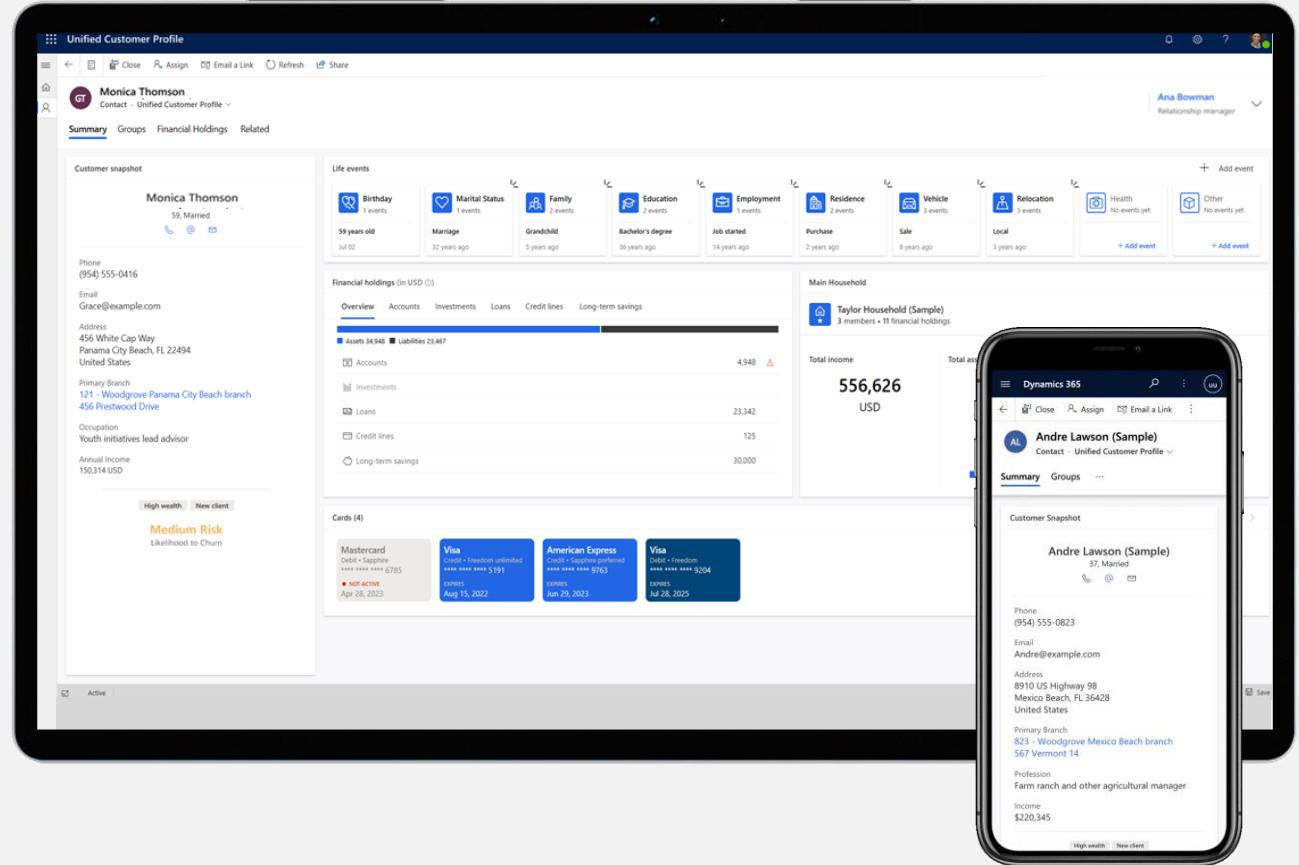 Unified Customer Profile
?
Close
Assign
Email a Link
Refresh
Share
GT
Monica Thomson
Contact · Unified Customer Profile
Ana Bowman
Relationship manager
Summary
Groups
Financial Holdings
Related
Customer snapshot
Monica Thomson
59, Married
Phone
(954) 555-0416
Email
Grace@example.com
Address
456 White Cap Way
Panama City Beach, FL 22494
United States
Primary Branch
121 - Woodgrove Panama City Beach branch
456 Prestwood Drive
Occupation
Youth initiatives lead advisor
Annual Income
150,314 USD
High wealth
New client
Medium Risk
Likelihood to Churn
Life events
Add event
Birthday
1 events
59 years old
Jul 02
Marital Status
1 events
Marriage
32 years ago
Family
2 events
Grandchild
5 years ago
Education
2 events
Bachelor's degree
36 years ago
Employment
1 events
Job started
14 years ago
Residence
2 events
Purchase
2 years ago
Vehicle
3 events
Sale
8 years ago
Relocation
3 events
Local
3 years ago
Health
No events yet
+ Add event
Other
No events yet
+ Add event
Financial holdings (in USD)
Overview
Accounts
Investments
Loans
Credit lines
Long-term savings
Assets 34,948
Liabilities 23,467
Accounts
4,948
Investments
Loans
23,342
Credit lines
125
Long-term savings
30,000
Main Household
Taylor Household (Sample)
3 members • 11 financial holdings
Total income
556,626
USD
Total
Cards (4)
Mastercard
Debit • Sapphire
**** **** **** 6785
NOT ACTIVE
Apr 28, 2023
Visa
Credit • Freedom unlimited
**** **** **** 5191
EXPIRES
Aug 15, 2022
American Express
Credit • Sapphire preferred
**** **** **** 9763
EXPIRES
Jun 29, 2023
Visa
Debit • Freedom
**** **** **** 9204
EXPIRES
Jul 28, 2025
Active
Save
Dynamics 365
UU
Close
Assign
Email a Link
AL
Andre Lawson (Sample)
Contact · Unified Customer Profile
Summary
Groups
Customer Snapshot
Andre Lawson (Sample)
37, Married
Phone
(954) 555-0823
Email
Andre@example.com
Address
8910 US Highway 98
Mexico Beach, FL 36428
United States
Primary Branch
823 - Woodgrove Mexico Beach branch
567 Vermont 14
Profession
Farm ranch and other agricultural manager
Income
$220,345
High wealth
New client